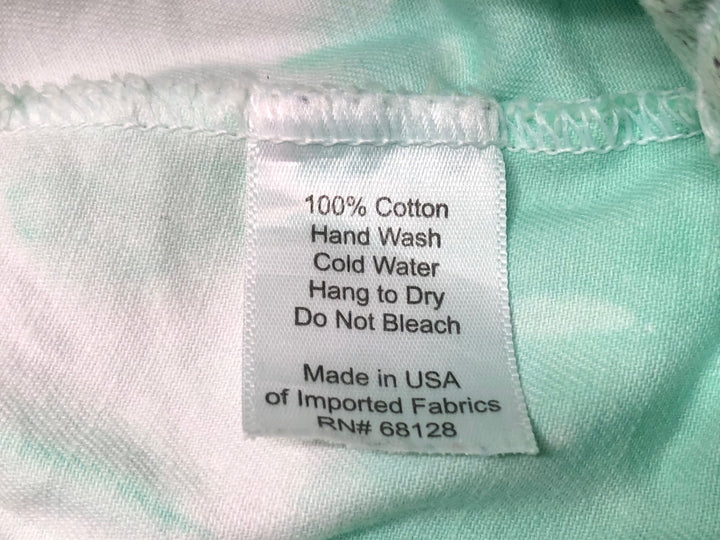 100% Cotton
Hand Wash
Cold Water
Hang to Dry
Do Not Bleach
Made in USA
of Imported Fabrics
RN# 68128